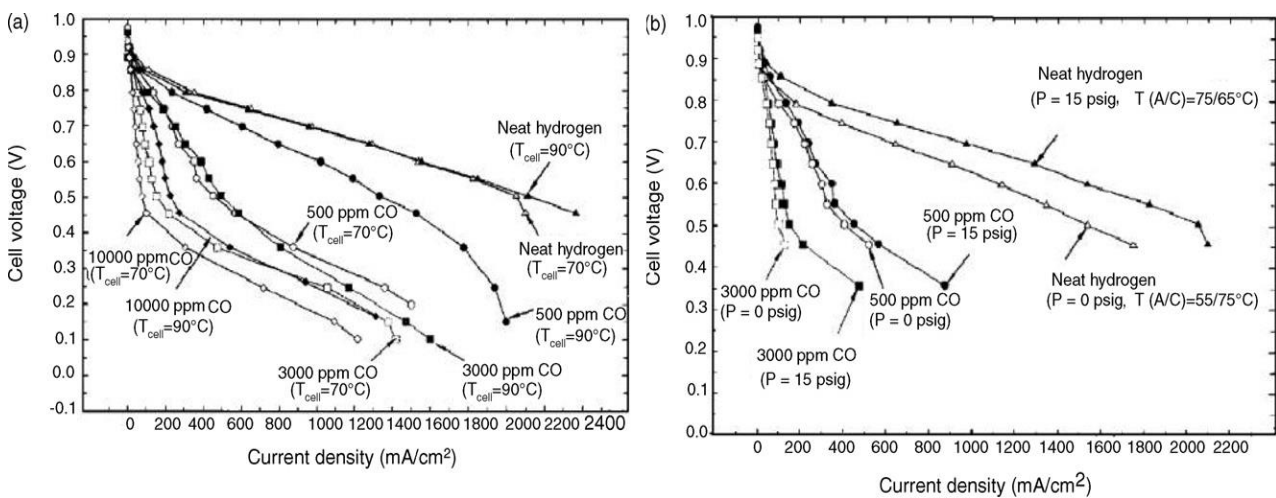 (a)
Cell voltage (V)
1.0
0.9
0.8
0.7
0.6
0.5
0.4
0.3
0.2
0.1
0.0
-0.1
0 200 400 600 800 1000 1200 1400 1600 1800 2000 2200 2400
Current density (mA/cm²)
Neat hydrogen
(Tcell=90°C)
500 ppm CO
(Tcell=70°C)
Neat hydrogen
(Tcell=70°C)
10000 ppm CO
(Tcell=70°C)
10000 ppm CO
(Tcell=90°C)
500 ppm CO
(Tcell=90°C)
3000 ppm CO
(Tcell=70°C)
3000 ppm CO
(Tcell=90°C)
(b)
Cell voltage (V)
1.0
0.9
0.8
0.7
0.6
0.5
0.4
0.3
0.2
0.1
0.0
0 200 400 600 800 1000 1200 1400 1600 1800 2000 2200
Current density (mA/cm²)
Neat hydrogen
(P = 15 psig, T (A/C)=75/65°C)
500 ppm CO
(P = 15 psig)
3000 ppm CO
(P = 0 psig)
500 ppm CO
(P = 0 psig)
Neat hydrogen
(P = 0 psig, T (A/C)=55/75°C)
3000 ppm CO
(P = 15 psig)